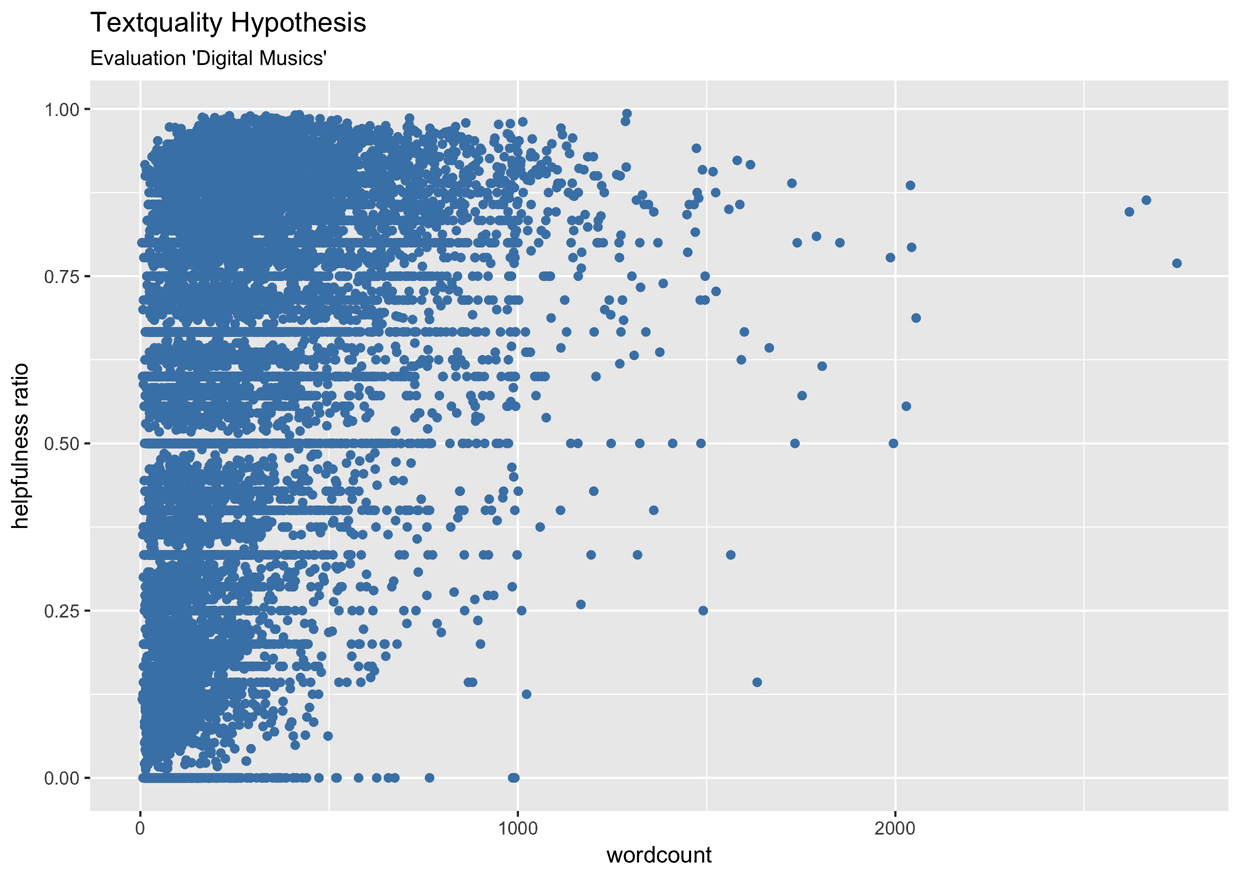 Textquality Hypothesis
Evaluation 'Digital Musics'
1.00
0.75
0.50
0.25
0.00
helpfulness ratio
0 1000 2000
wordcount